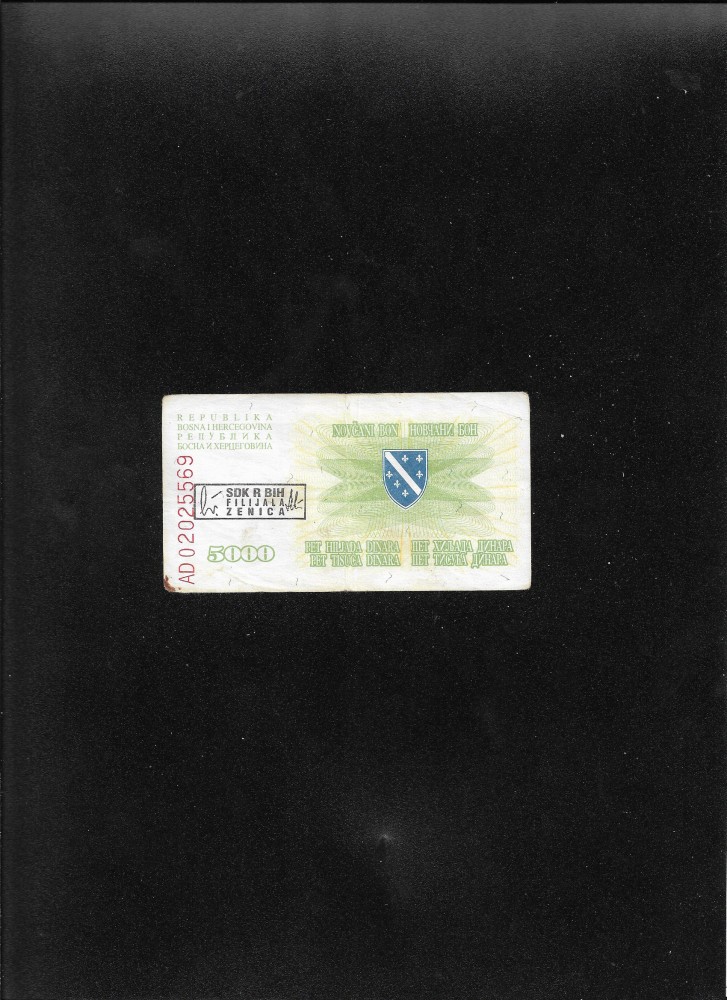 REPUBLIKA
BOSNA I HERCEGOVINA
РЕПУБЛИКА
БОСНА И ХЕРЦЕГОВИНА
NOVČANI BON НОВЧАНИ БОН
AD 02025569
SDK R BIH
FILIJALA
ZENICA
5000
PET HILJADA DINARA ПЕТ ХИЉАДА ДИНАРА
PET TISUĆA DINARA ПЕТ ТИСУЋА ДИНАРА